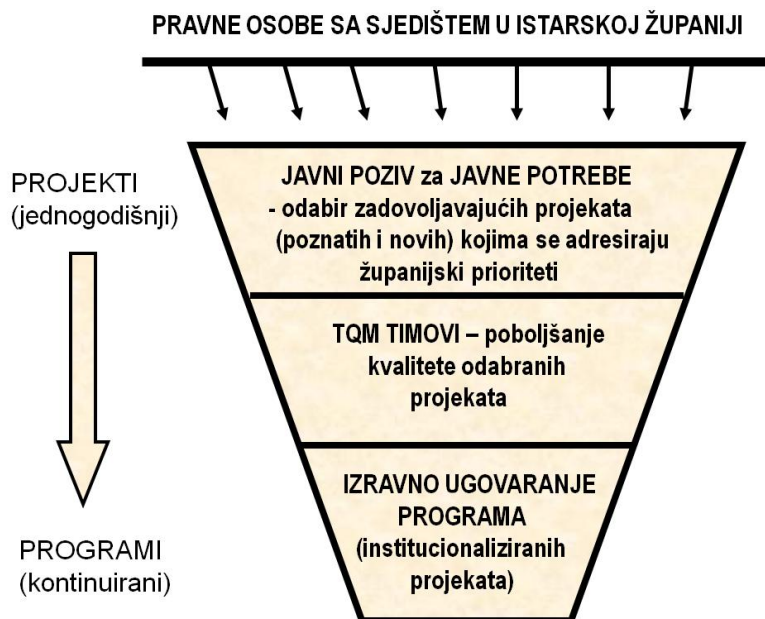 PRAVNE OSOBE SA SJEDIŠTEM U ISTARSKOJ ŽUPANIJI
PROJEKTI
(jednogodišnji)
JAVNI POZIV za JAVNE POTREBE
- odabir zadovoljavajućih projekata
(poznatih i novih) kojima se adresiraju
županijski prioriteti
TQM TIMOVI – poboljšanje
kvalitete odabranih
projekata
IZRAVNO UGOVARANJE
PROGRAMA
(institucionaliziranih
projekata)
PROGRAMI
(kontinuirani)